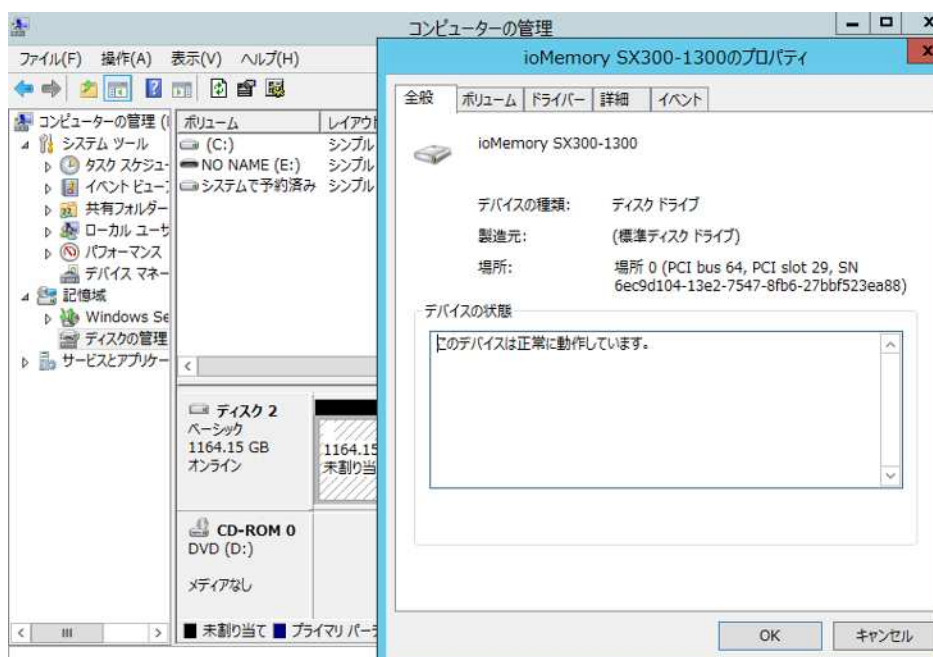 コンピューターの管理
ファイル(F) 操作(A) 表示(V) ヘルプ(H)
コンピューターの管理 (
システム ツール
タスク スケジュ
イベント ビュー
共有フォルダー
ローカル ユーザ
パフォーマンス
デバイス マネー
記憶域
Windows Se
ディスクの管理
サービスとアプリケー
ボリューム レイアウ
(C:) シンプル
NO NAME (E:) シンプル
システムで予約済み シンプル
ディスク 2
ベーシック
1164.15 GB
オンライン
1164.15
未割り当
CD-ROM 0
DVD (D:)
メディアなし
未割り当て プライマリ パー
ioMemory SX300-1300のプロパティ
全般 ボリューム ドライバー 詳細 イベント
ioMemory SX300-1300
デバイスの種類: ディスク ドライブ
製造元: (標準ディスク ドライブ)
場所: 場所 0 (PCI bus 64, PCI slot 29, SN
6ec9d104-13e2-7547-8fb6-27bbf523ea88)
デバイスの状態
このデバイスは正常に動作しています。
OK キャンセル